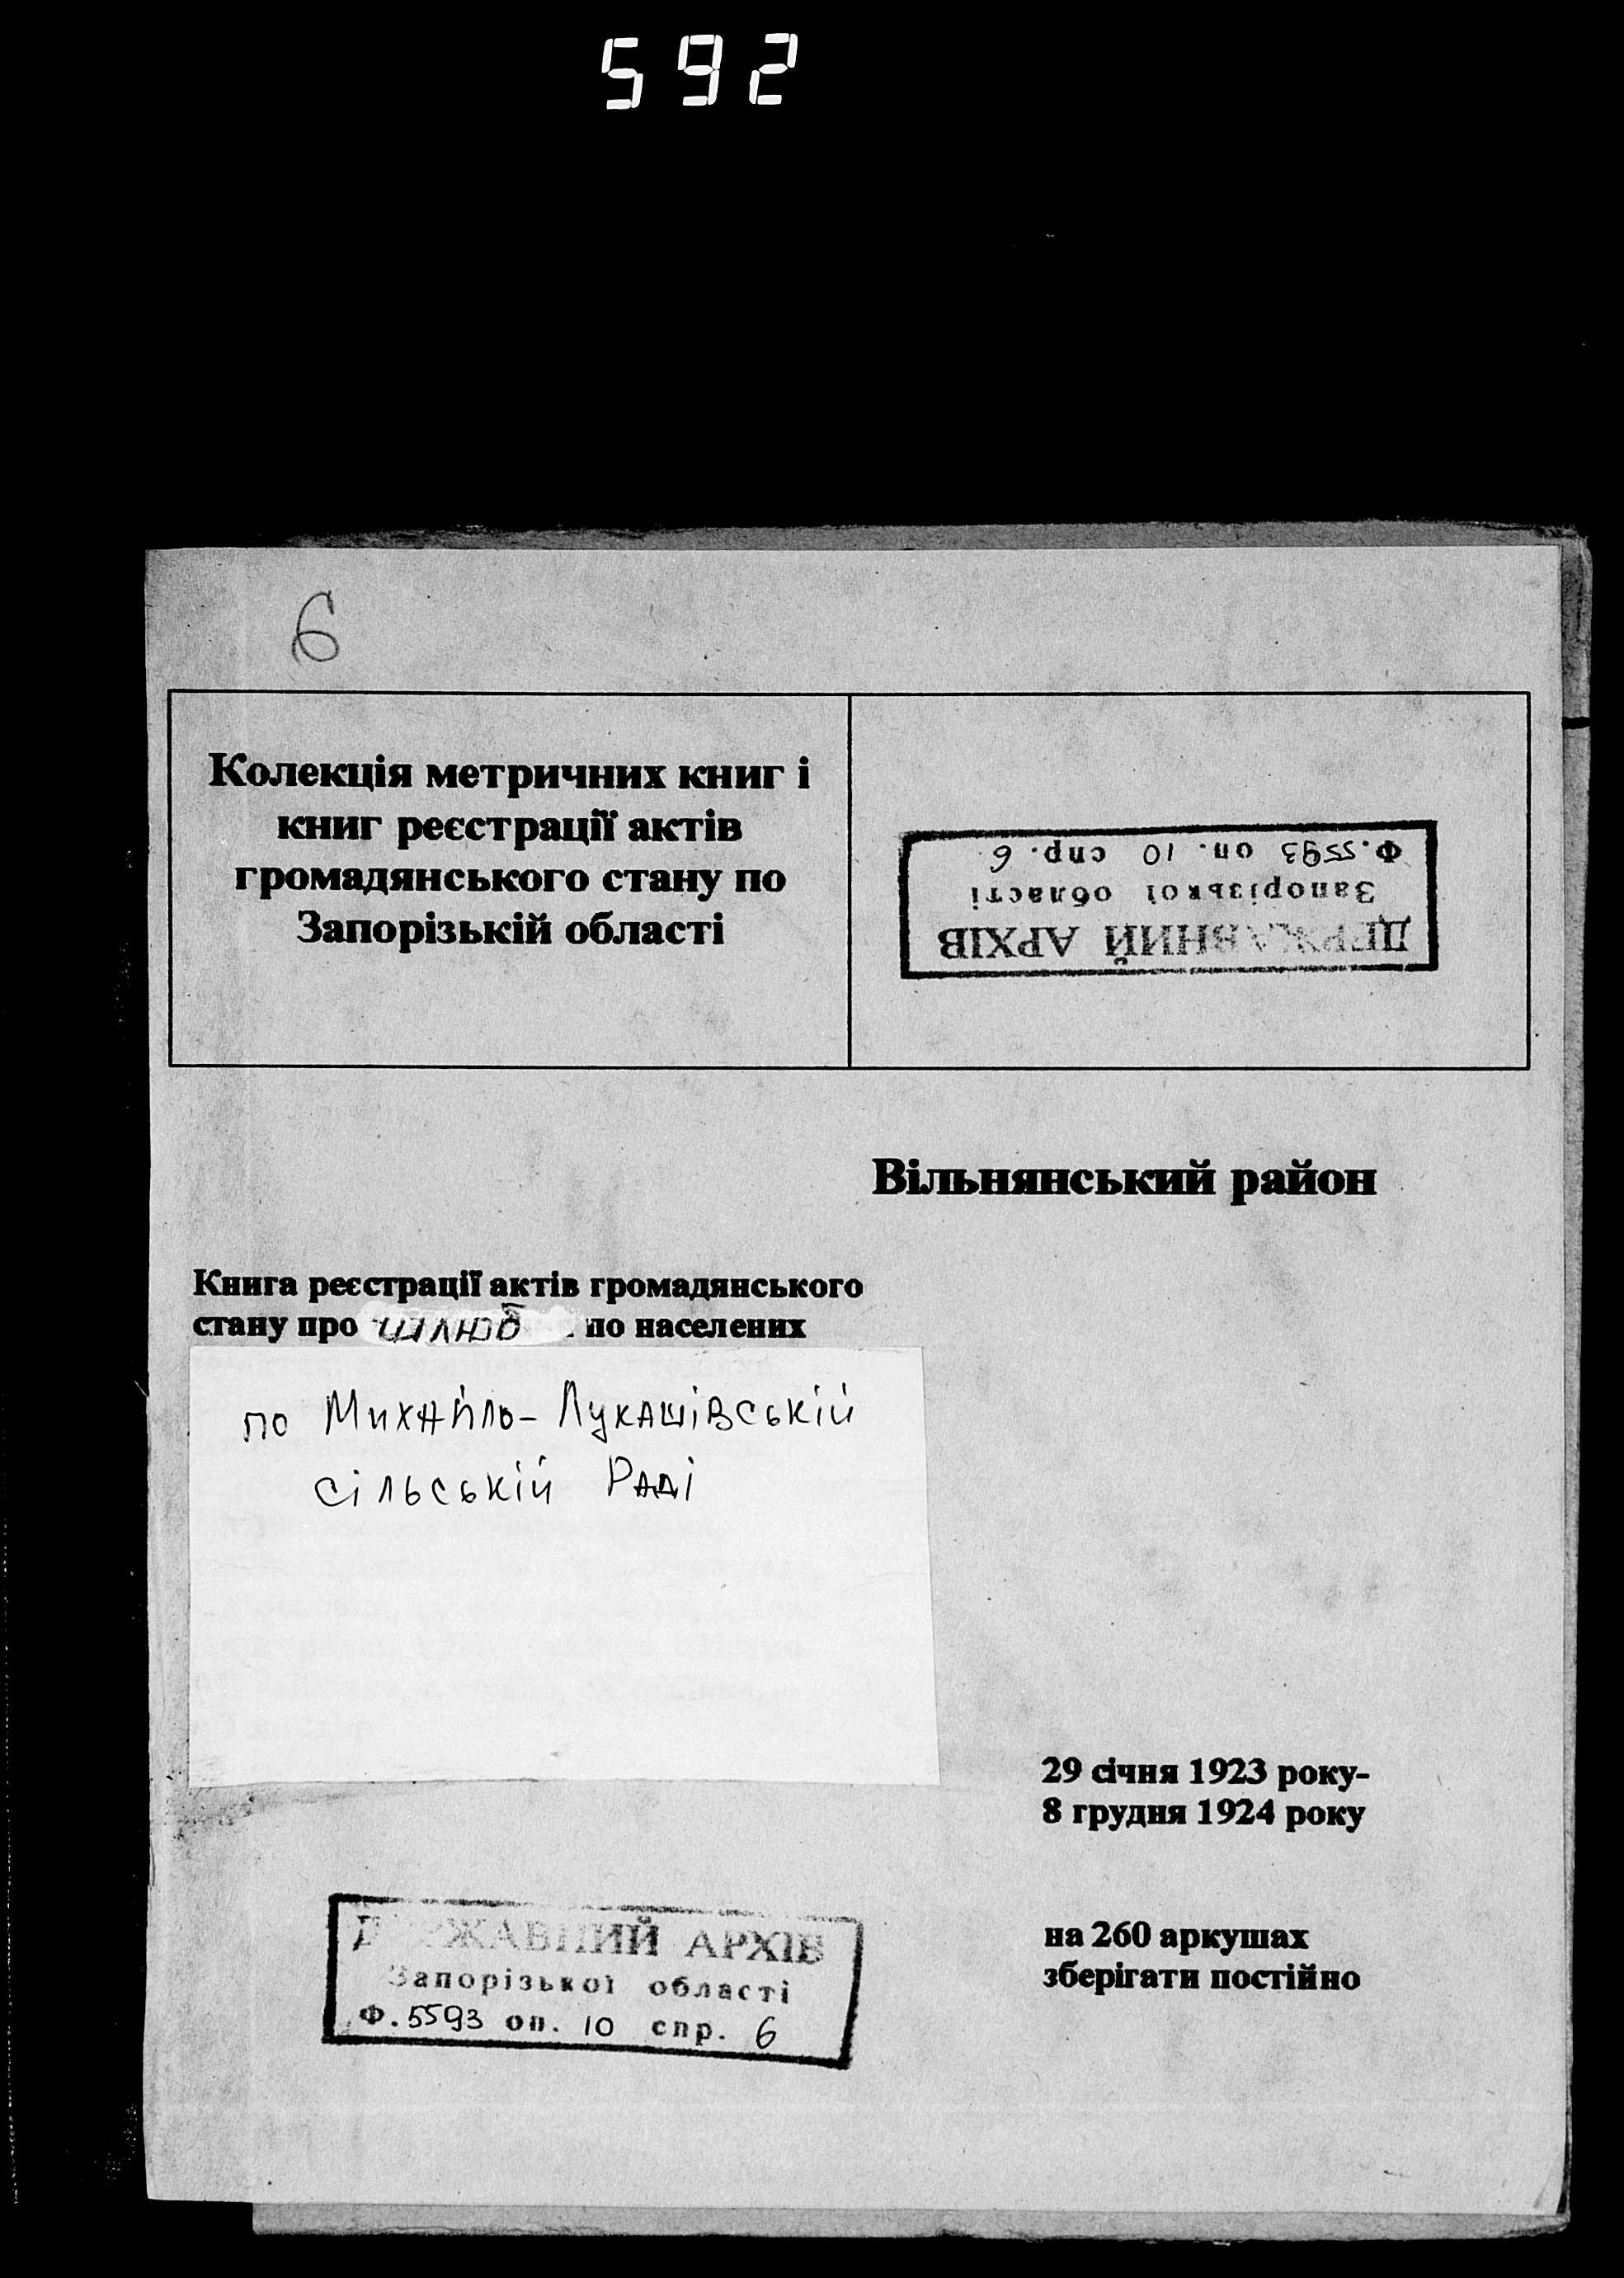 592
6
Колекція метричних книг і
книг реєстрації актів
громадянського стану по
Запорізькій області
ДЕРЖАВНИЙ АРХІВ
Запорізької області
Ф. 5593 оп. 10 спр. 6
Вільнянський район
Книга реєстрації актів громадянського
стану про шлюб по населених
по Михайло-Лукашівській
сільській Раді
29 січня 1923 року-
8 грудня 1924 року
на 260 аркушах
зберігати постійно
ДЕРЖАВНИЙ АРХІВ
Запорізької області
Ф. 5593 оп. 10 спр. 6